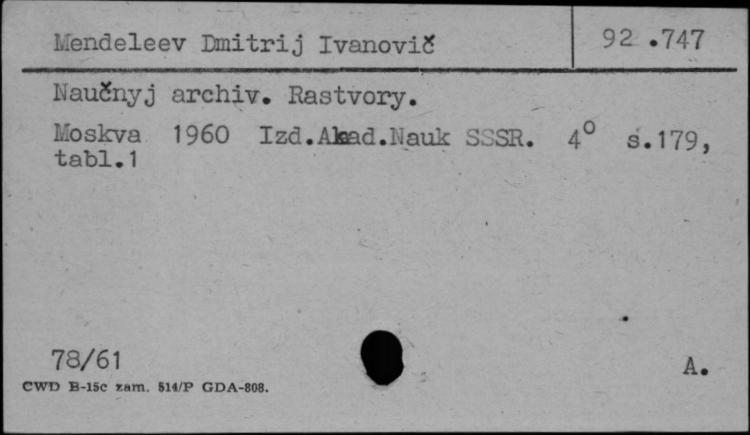 Mendeleev Dmitrij Ivanovič 92.747
Naučnyj archiv. Rastvory.
Moskva 1960 Izd.Akad.Nauk SSSR. 4° s.179,
tabl.1
78/61 A.
CWD B-15c zam. 514/P GDA-808.